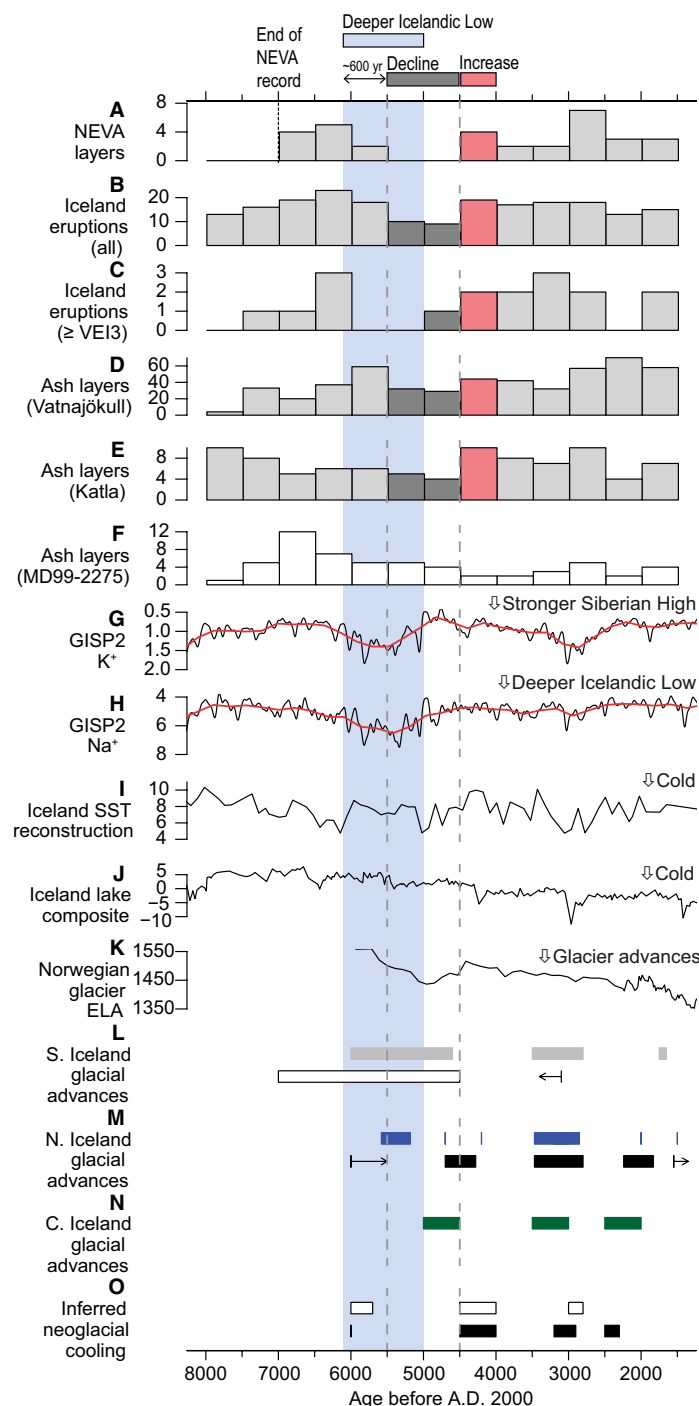 Deeper Icelandic Low
End of
NEVA
record
~600 yr
Decline
Increase
A
NEVA
layers
8
4
0
B
Iceland
eruptions
(all)
20
10
0
C
Iceland
eruptions
(≥ VEI3)
3
2
1
0
D
Ash layers
(Vatnajökull)
60
40
20
0
E
Ash layers
(Katla)
8
4
0
F
Ash layers
(MD99-2275)
12
8
4
0
G
GISP2
K+
0.5
1.0
1.5
2.0
⇩Stronger Siberian High
H
GISP2
Na+
4
6
8
⇩Deeper Icelandic Low
I
Iceland SST
reconstruction
10
8
6
4
⇩Cold
J
Iceland lake
composite
5
0
−5
−10
⇩Cold
K
Norwegian
glacier
ELA
1550
1450
1350
⇩Glacier advances
L
S. Iceland
glacial
advances
M
N. Iceland
glacial
advances
N
C. Iceland
glacial
advances
O
Inferred
neoglacial
cooling
8000 7000 6000 5000 4000 3000 2000
Age before A.D. 2000